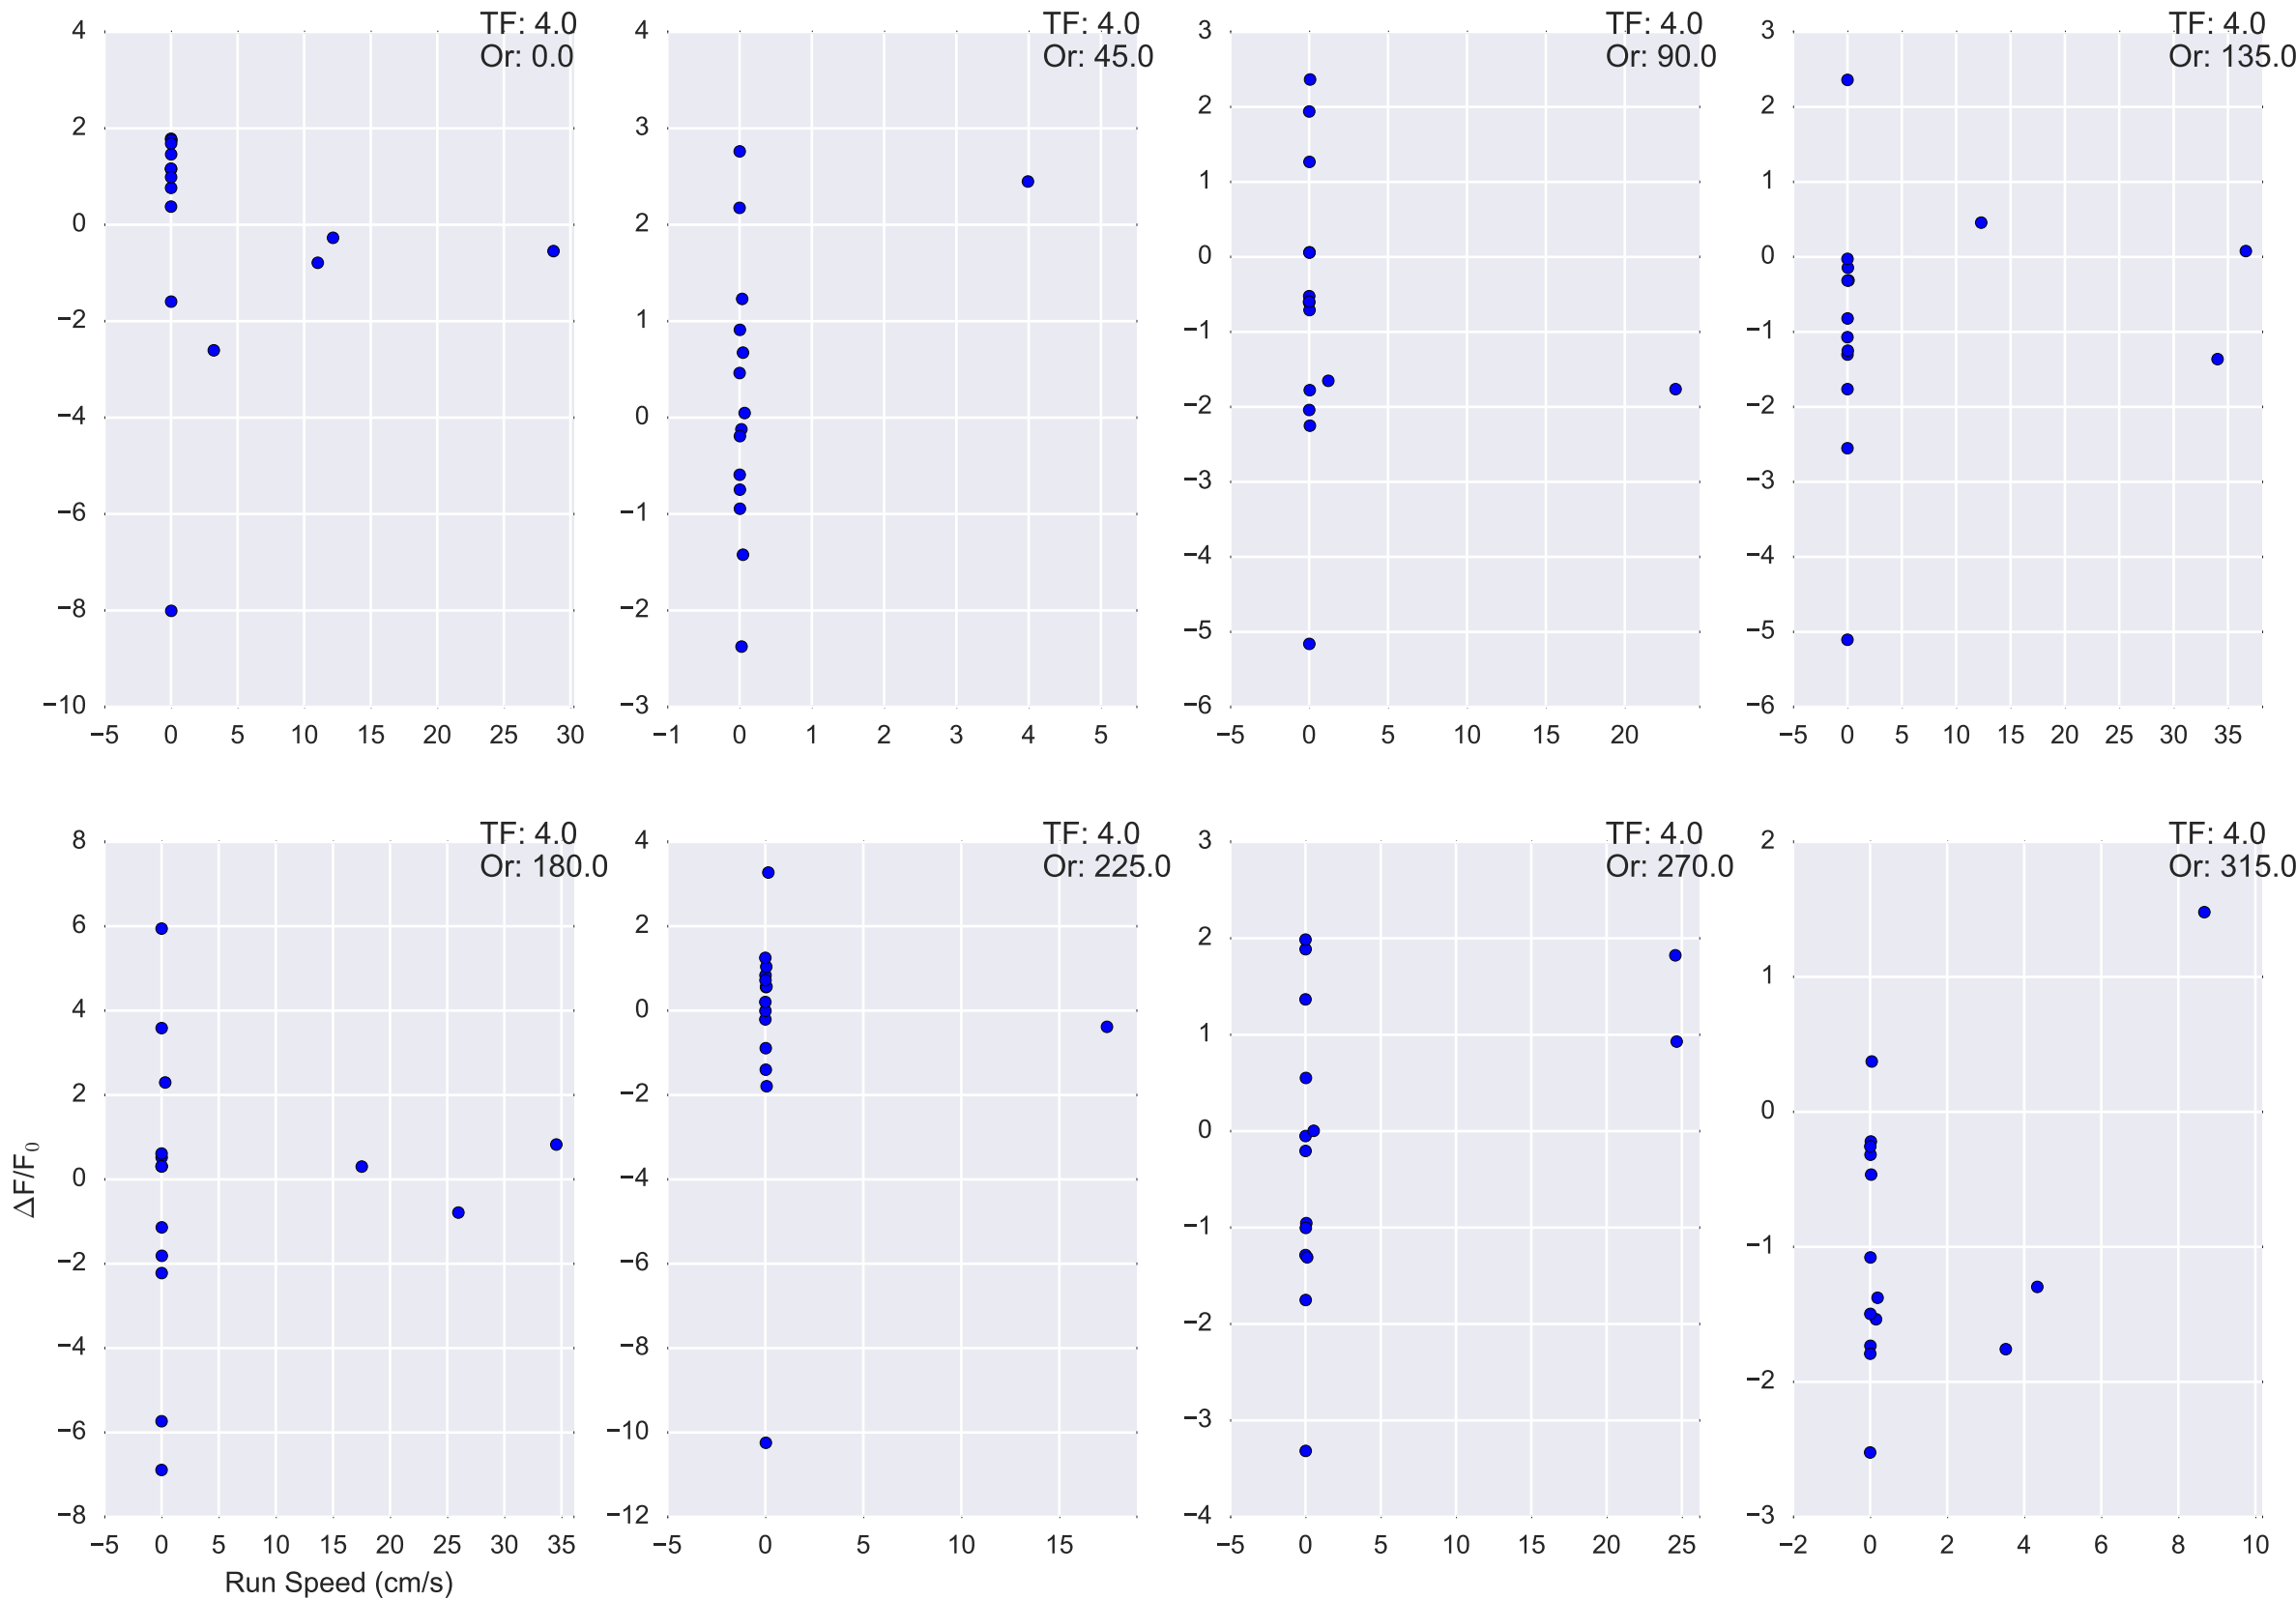 TF: 4.0
Or: 0.0
4
2
0
−2
−4
−6
−8
−10
−5 0 5 10 15 20 25 30
TF: 4.0
Or: 45.0
4
3
2
1
0
−1
−2
−3
−1 0 1 2 3 4 5
TF: 4.0
Or: 90.0
3
2
1
0
−1
−2
−3
−4
−5
−6
−5 0 5 10 15 20
TF: 4.0
Or: 135.0
3
2
1
0
−1
−2
−3
−4
−5
−6
−5 0 5 10 15 20 25 30 35
TF: 4.0
Or: 180.0
8
6
4
2
0
−2
−4
−6
−8
ΔF/F₀
−5 0 5 10 15 20 25 30 35
Run Speed (cm/s)
TF: 4.0
Or: 225.0
4
2
0
−2
−4
−6
−8
−10
−12
−5 0 5 10 15
TF: 4.0
Or: 270.0
3
2
1
0
−1
−2
−3
−4
−5 0 5 10 15 20 25
TF: 4.0
Or: 315.0
2
1
0
−1
−2
−3
−2 0 2 4 6 8 10